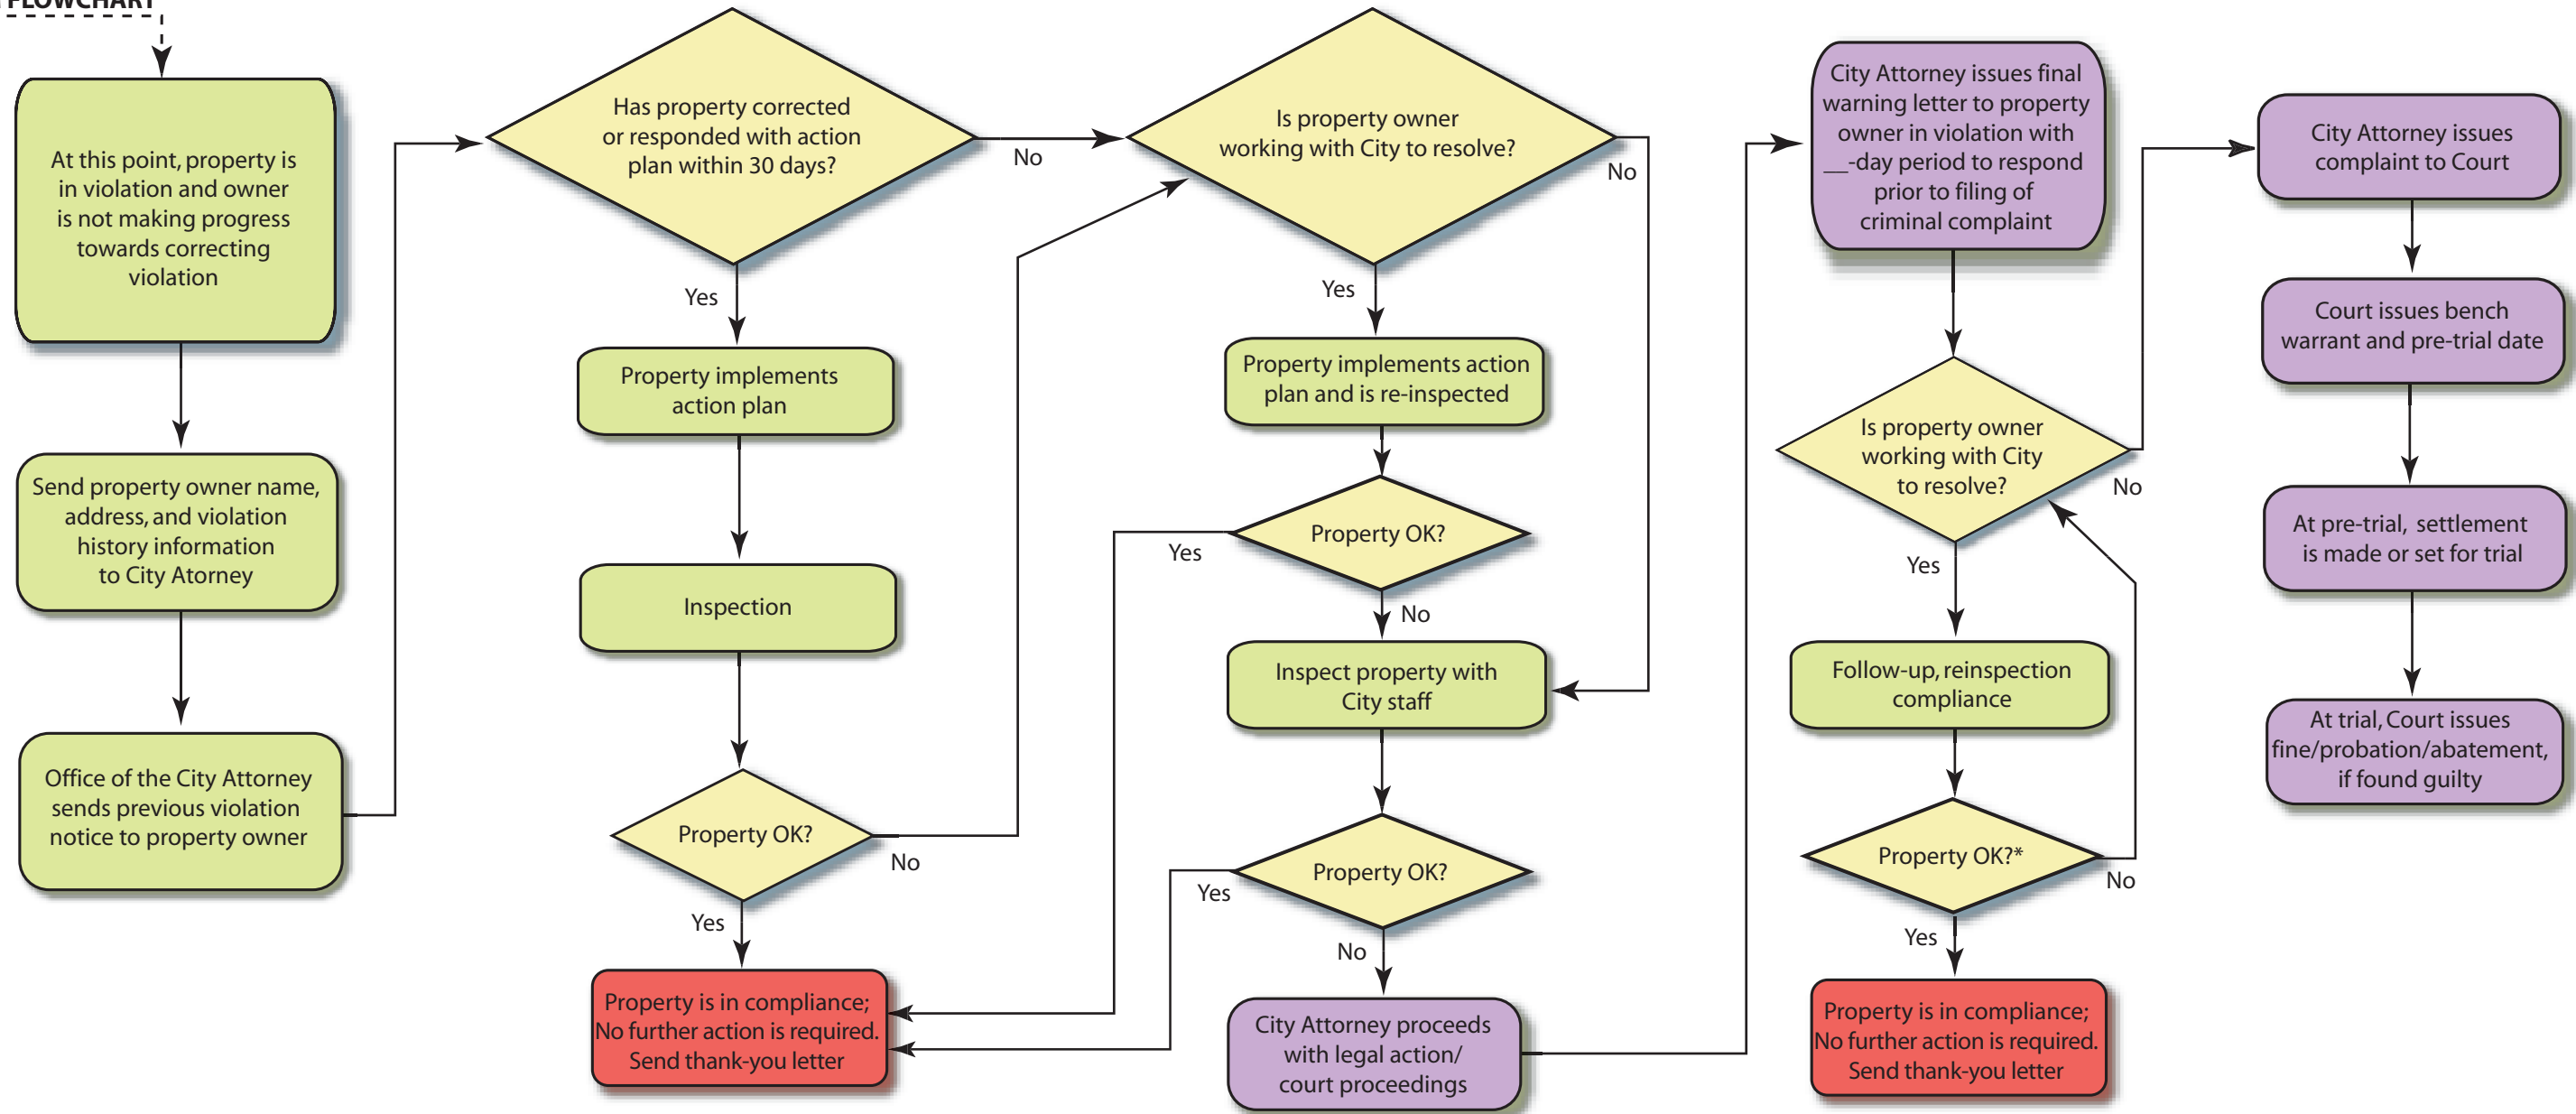 FLOWCHART
At this point, property is
in violation and owner
is not making progress
towards correcting
violation
Send property owner name,
address, and violation
history information
to City Atorney
Office of the City Attorney
sends previous violation
notice to property owner
Has property corrected
or responded with action
plan within 30 days?
No
Yes
Property implements
action plan
Inspection
Property OK?
No
Yes
Property is in compliance;
No further action is required.
Send thank-you letter
Is property owner
working with City to resolve?
No
Yes
Property implements action
plan and is re-inspected
Property OK?
Yes
No
Inspect property with
City staff
Property OK?
Yes
No
City Attorney proceeds
with legal action/
court proceedings
City Attorney issues final
warning letter to property
owner in violation with
__-day period to respond
prior to filing of
criminal complaint
Is property owner
working with City
to resolve?
No
Yes
Follow-up, reinspection
compliance
Property OK?*
No
Yes
Property is in compliance;
No further action is required.
Send thank-you letter
City Attorney issues
complaint to Court
Court issues bench
warrant and pre-trial date
At pre-trial, settlement
is made or set for trial
At trial, Court issues
fine/probation/abatement,
if found guilty